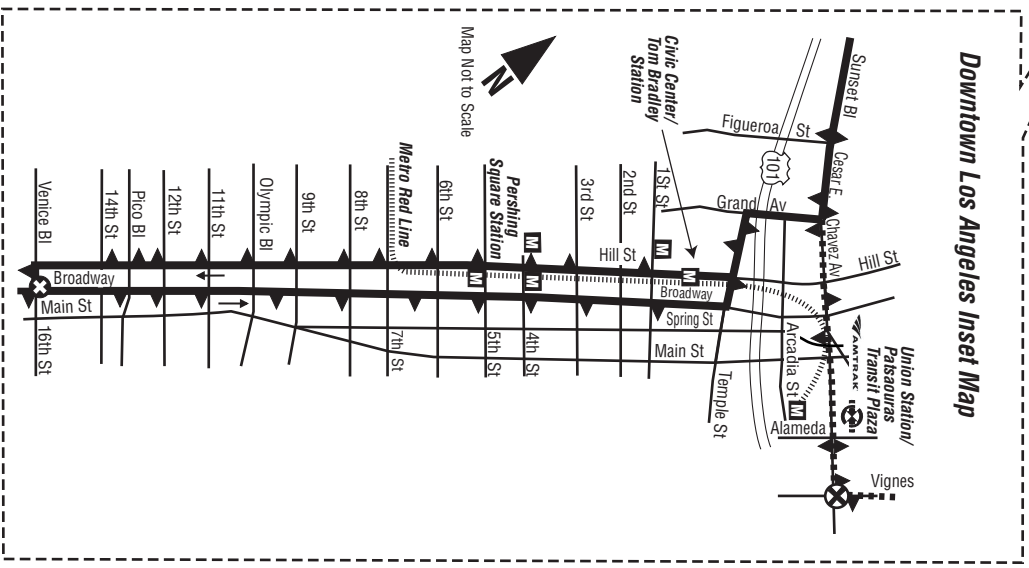 Downtown Los Angeles Inset Map
Sunset Bl
Cesar E.
Chavez Av
Figueroa St
101
Grand Av
Hill St
Civic Center/
Tom Bradley
Station
N
Map Not to Scale
Union Station/
Patsaouras
Transit Plaza
AMTRAK
M
Alameda
Vignes
Arcadia St
Temple St
1St St
2nd St
3rd St
Hill St
M
M
Broadway
Spring St
Main St
Pershing
Square Station
M
M
M
4th St
5th St
6th St
Metro Red Line
7th St
8th St
9th St
Olympic Bl
11th St
12th St
Pico Bl
14th St
Venice Bl
16th St
Broadway
Main St